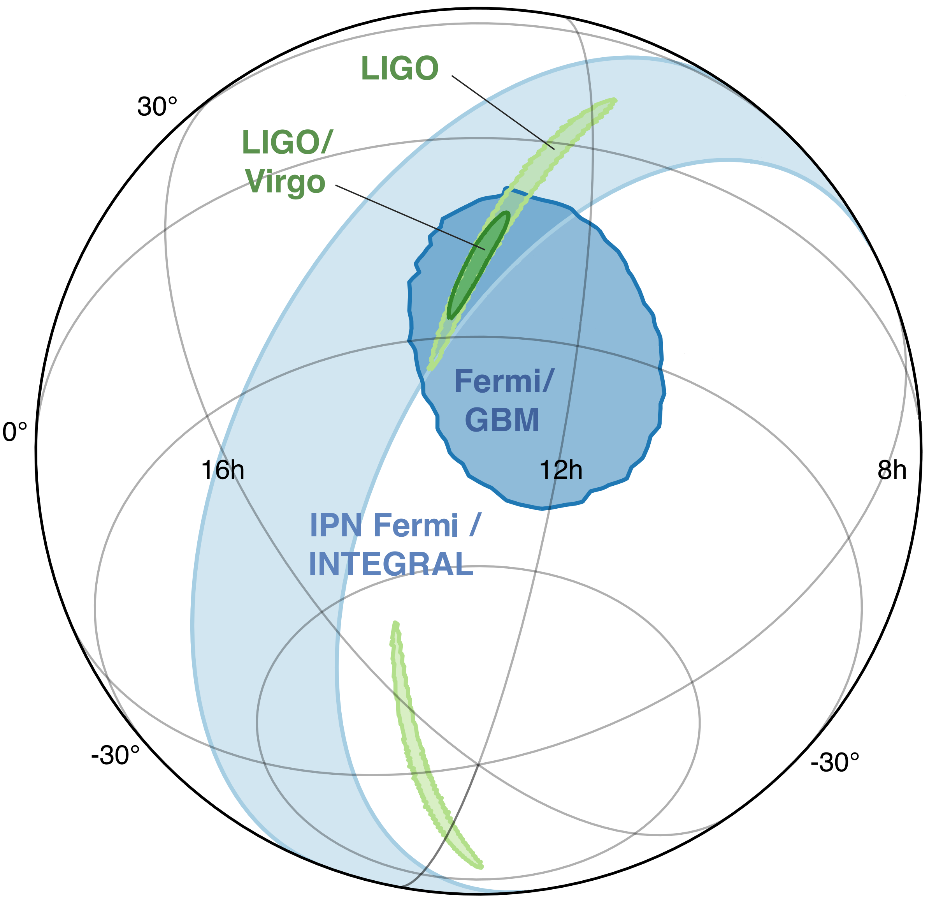 LIGO
30°
LIGO/
Virgo
Fermi/
GBM
0°
16h
12h
8h
IPN Fermi /
INTEGRAL
-30°
-30°